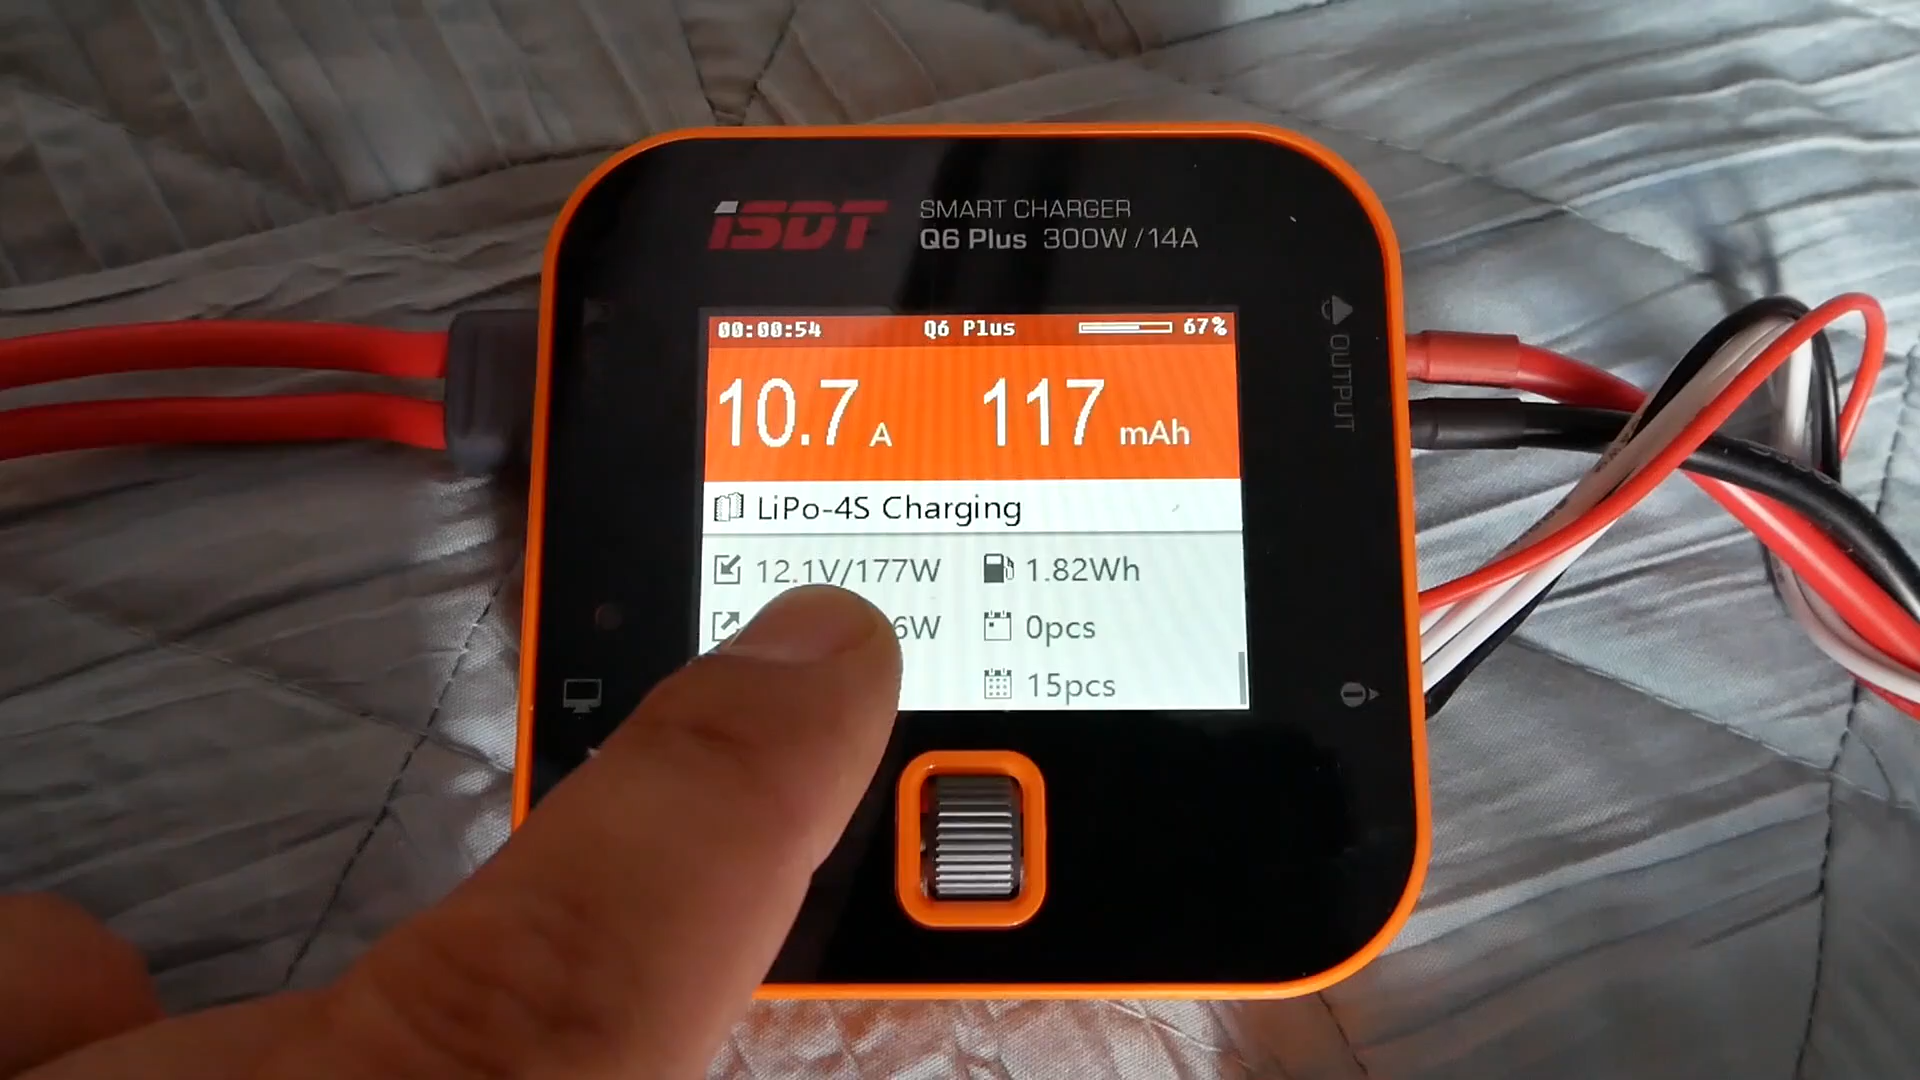 iSDT
SMART CHARGER
Q6 Plus 300W/14A
00:00:54 Q6 Plus 67%
10.7 A 117 mAh
LiPo-4S Charging
12.1V/177W 1.82Wh
6W 0pcs
15pcs
OUTPUT